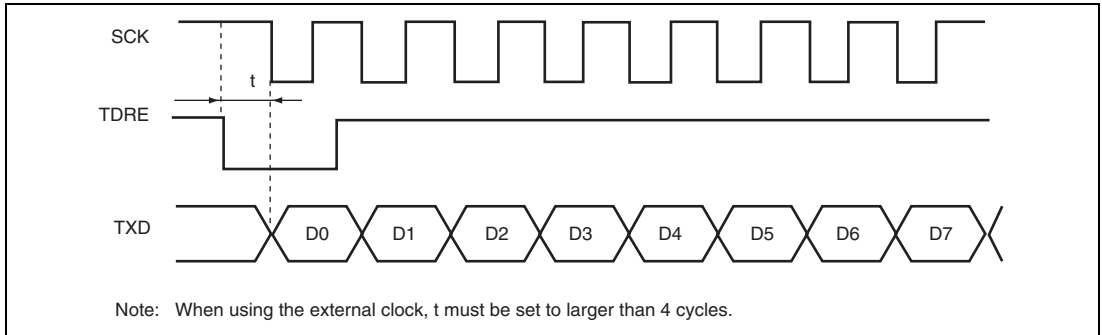 SCK
t
TDRE
TXD
D0 D1 D2 D3 D4 D5 D6 D7
Note: When using the external clock, t must be set to larger than 4 cycles.